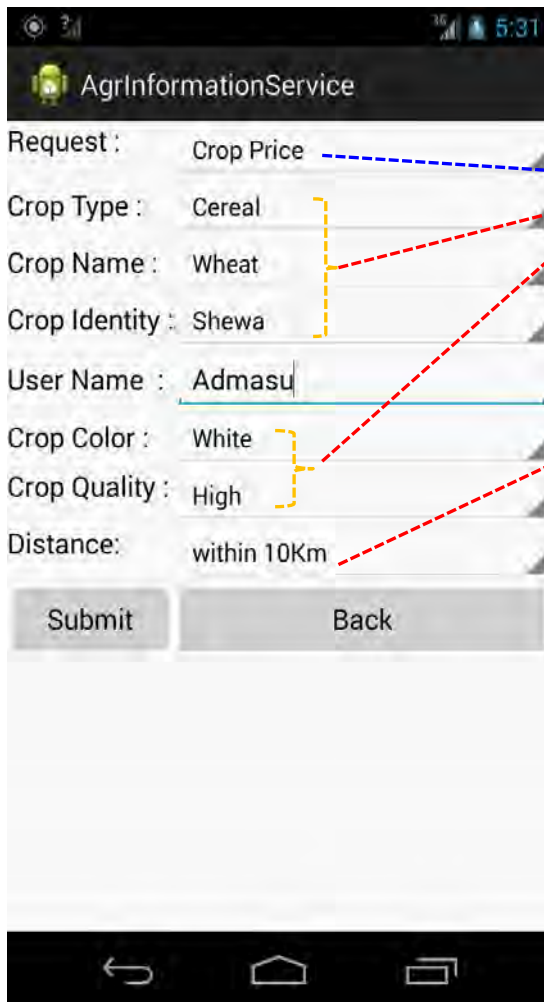 3G 5:31
AgrInformationService
Request : Crop Price
Crop Type : Cereal
Crop Name : Wheat
Crop Identity : Shewa
User Name : Admasu
Crop Color : White
Crop Quality : High
Distance: within 10Km
Submit Back